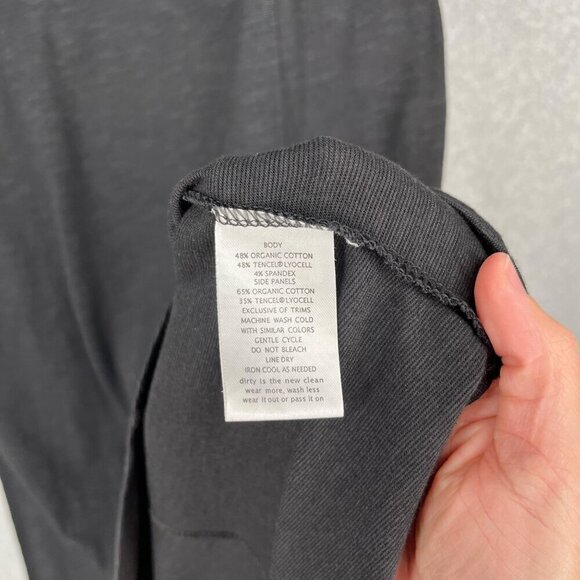 BODY
48% ORGANIC COTTON
48% TENCEL® LYOCELL
4% SPANDEX
SIDE PANELS
65% ORGANIC COTTON
35% TENCEL® LYOCELL
EXCLUSIVE OF TRIMS
MACHINE WASH COLD
WITH SIMILAR COLORS
GENTLE CYCLE
DO NOT BLEACH
LINE DRY
IRON COOL AS NEEDED
dirty is the new clean
wear more, wash less
wear it out or pass it on